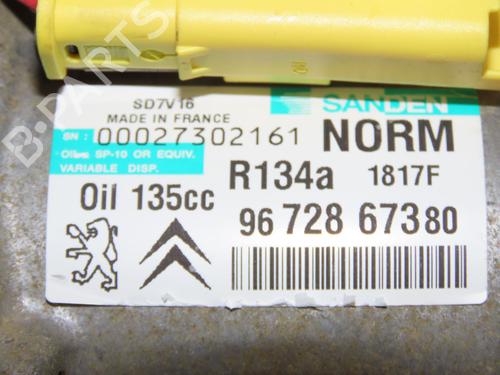 SD7V16
SANDEN
MADE IN FRANCE
SN : 00027302161
NORM
Oil: SP-10 OR EQUIV.
VARIABLE DISP.
R134a 1817F
Oil 135cc
96 728 673 80
B-PARTS